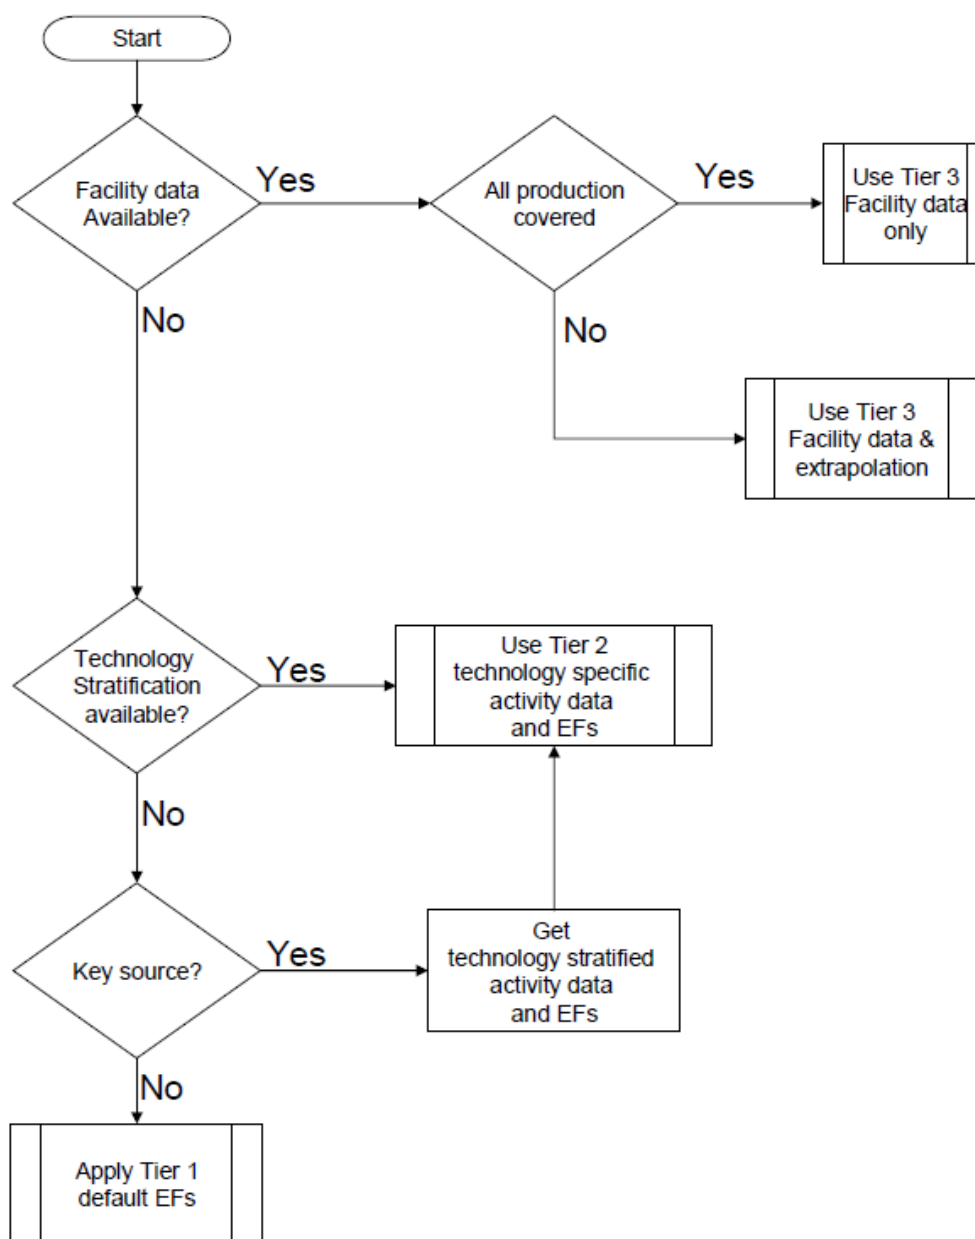 Start
Facility data
Available?
Yes
All production
covered
Yes
Use Tier 3
Facility data
only
No
No
Use Tier 3
Facility data &
extrapolation
Technology
Stratification
available?
Yes
Use Tier 2
technology specific
activity data
and EFs
No
Key source?
Yes
Get
technology stratified
activity data
and EFs
No
Apply Tier 1
default EFs